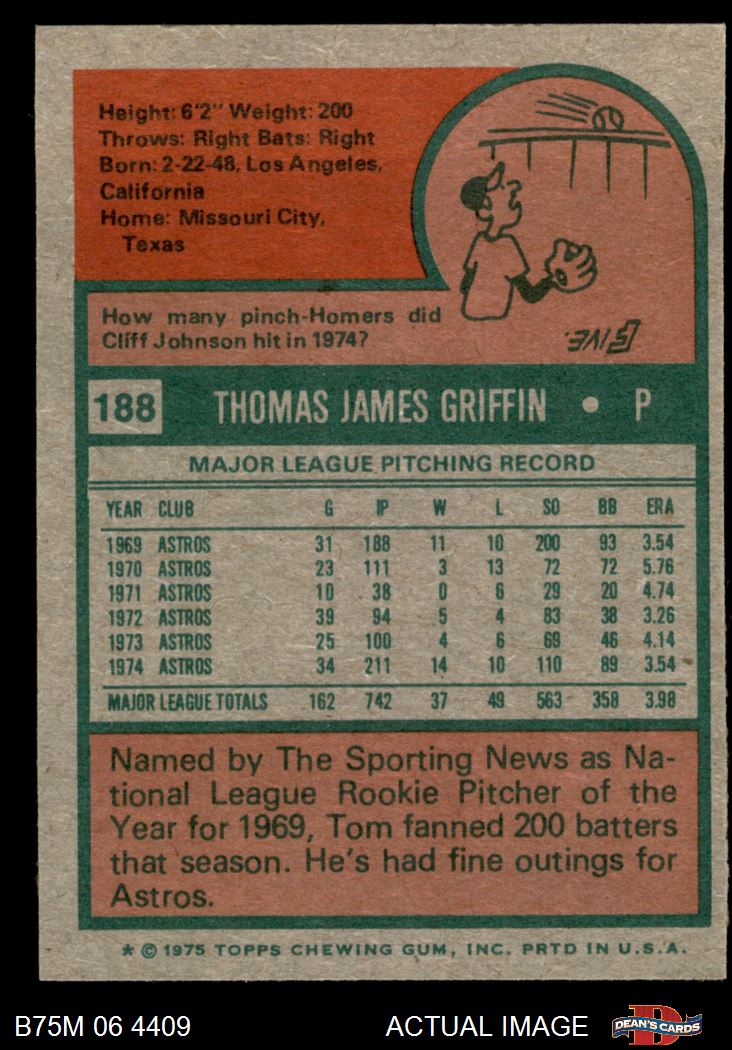 Height: 6'2" Weight: 200
Throws: Right Bats: Right
Born: 2-22-48, Los Angeles,
California
Home: Missouri City,
Texas
How many pinch-Homers did
Cliff Johnson hit in 1974?
FIVE.
188 THOMAS JAMES GRIFFIN • P
MAJOR LEAGUE PITCHING RECORD
YEAR CLUB G IP W L SO BB ERA
1969 ASTROS 31 188 11 10 200 93 3.54
1970 ASTROS 23 111 3 13 72 72 5.76
1971 ASTROS 10 38 0 6 29 20 4.74
1972 ASTROS 39 94 5 4 83 38 3.26
1973 ASTROS 25 100 4 6 69 46 4.14
1974 ASTROS 34 211 14 10 110 89 3.54
MAJOR LEAGUE TOTALS 162 742 37 49 563 358 3.98
Named by The Sporting News as Na-
tional League Rookie Pitcher of the
Year for 1969, Tom fanned 200 batters
that season. He's had fine outings for
Astros.
* © 1975 TOPPS CHEWING GUM, INC. PRTD IN U.S.A.
B75M 06 4409 ACTUAL IMAGE D DEAN'S CARDS